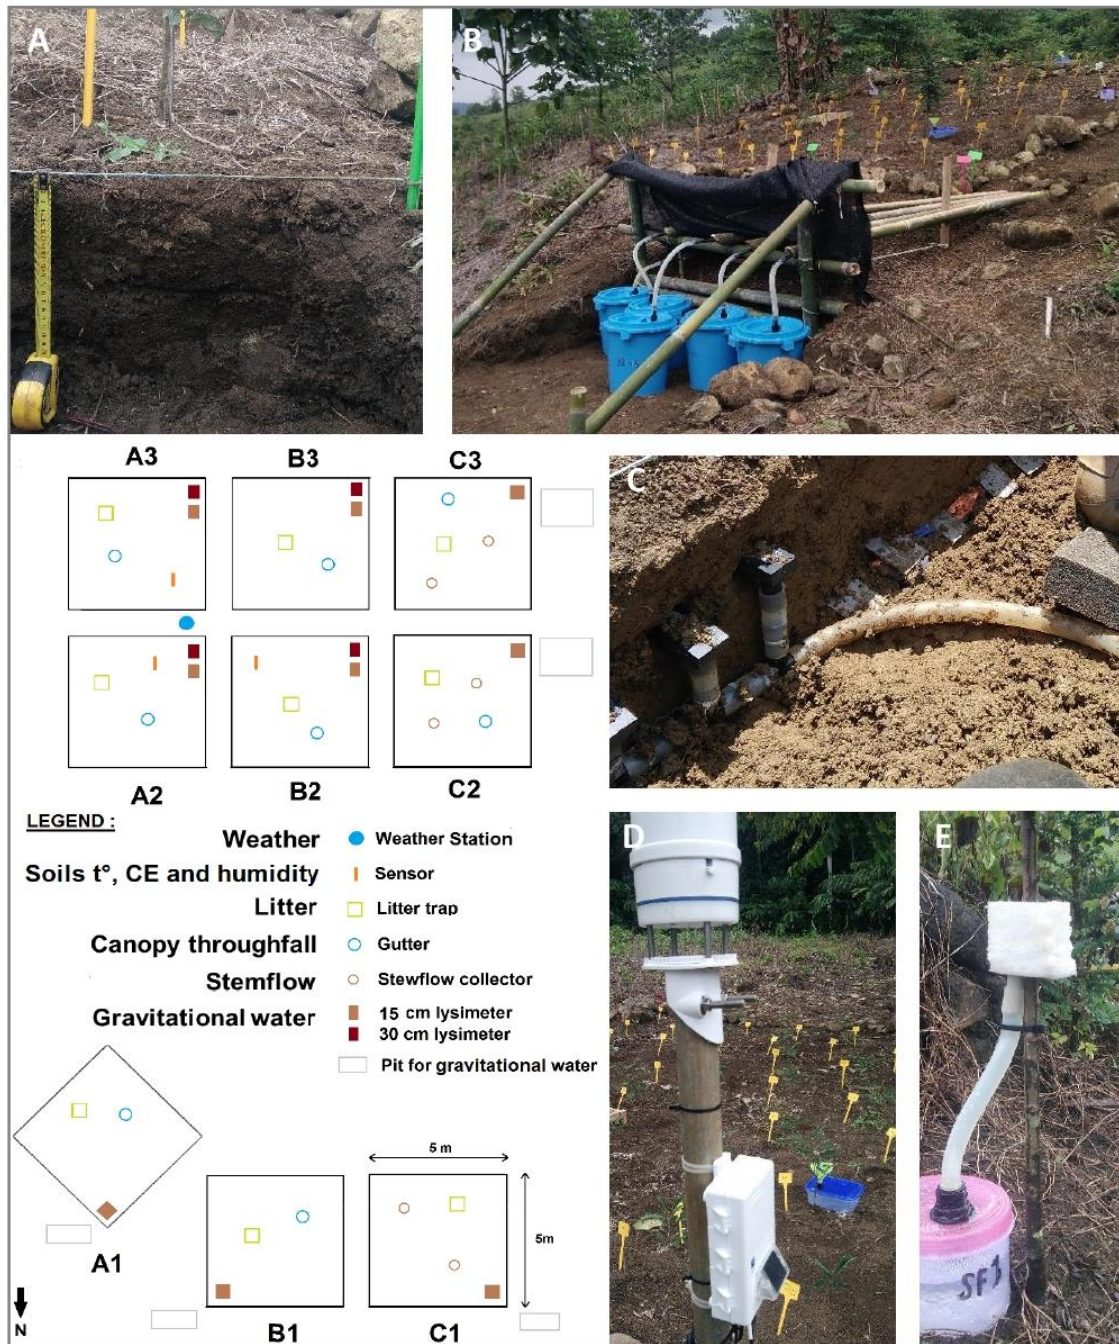 A
B
A3
B3
C3
C
A2
B2
C2
LEGEND :
Weather
Weather Station
Soils t°, CE and humidity
Sensor
Litter
Litter trap
Canopy throughfall
Gutter
Stemflow
Stewflow collector
Gravitational water
15 cm lysimeter
30 cm lysimeter
Pit for gravitational water
D
E
5 m
5m
A1
B1
C1
N
SF1